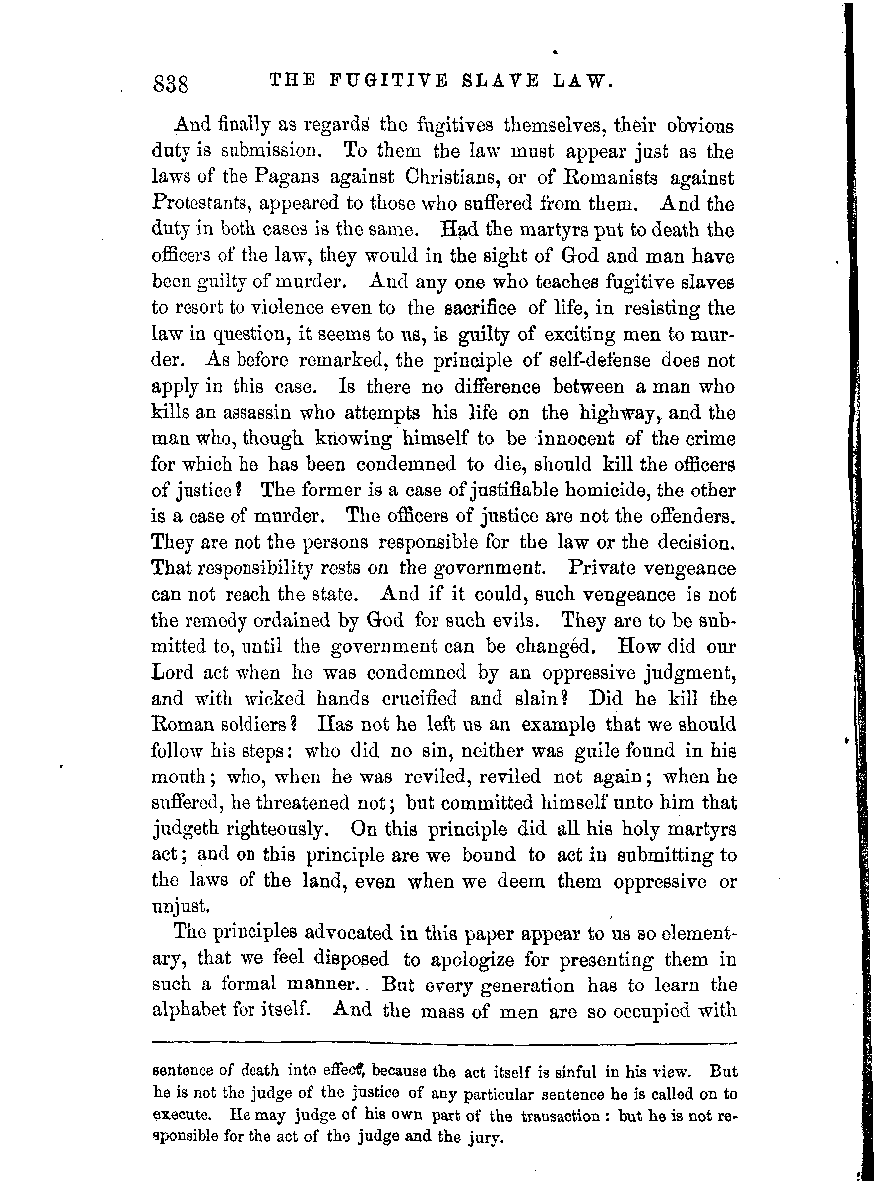 838 THE FUGITIVE SLAVE LAW.
And finally as regards the fugitives themselves, their obvious
duty is submission. To them the law must appear just as the
laws of the Pagans against Christians, or of Romanists against
Protestants, appeared to those who suffered from them. And the
duty in both cases is the same. Had the martyrs put to death the
officers of the law, they would in the sight of God and man have
been guilty of murder. And any one who teaches fugitive slaves
to resort to violence even to the sacrifice of life, in resisting the
law in question, it seems to us, is guilty of exciting men to mur-
der. As before remarked, the principle of self-defense does not
apply in this case. Is there no difference between a man who
kills an assassin who attempts his life on the highway, and the
man who, though knowing himself to be innocent of the crime
for which he has been condemned to die, should kill the officers
of justice? The former is a case of justifiable homicide, the other
is a case of murder. The officers of justice are not the offenders.
They are not the persons responsible for the law or the decision.
That responsibility rests on the government. Private vengeance
can not reach the state. And if it could, such vengeance is not
the remedy ordained by God for such evils. They are to be sub-
mitted to, until the government can be changed. How did our
Lord act when he was condemned by an oppressive judgment,
and with wicked hands crucified and slain? Did he kill the
Roman soldiers? Has not he left us an example that we should
follow his steps: who did no sin, neither was guile found in his
mouth; who, when he was reviled, reviled not again; when he
suffered, he threatened not; but committed himself unto him that
judgeth righteously. On this principle did all his holy martyrs
act; and on this principle are we bound to act in submitting to
the laws of the land, even when we deem them oppressive or
unjust.
The principles advocated in this paper appear to us so element-
ary, that we feel disposed to apologize for presenting them in
such a formal manner. But every generation has to learn the
alphabet for itself. And the mass of men are so occupied with
sentence of death into effect, because the act itself is sinful in his view. But
he is not the judge of the justice of any particular sentence he is called on to
execute. He may judge of his own part of the transaction: but he is not re-
sponsible for the act of the judge and the jury.